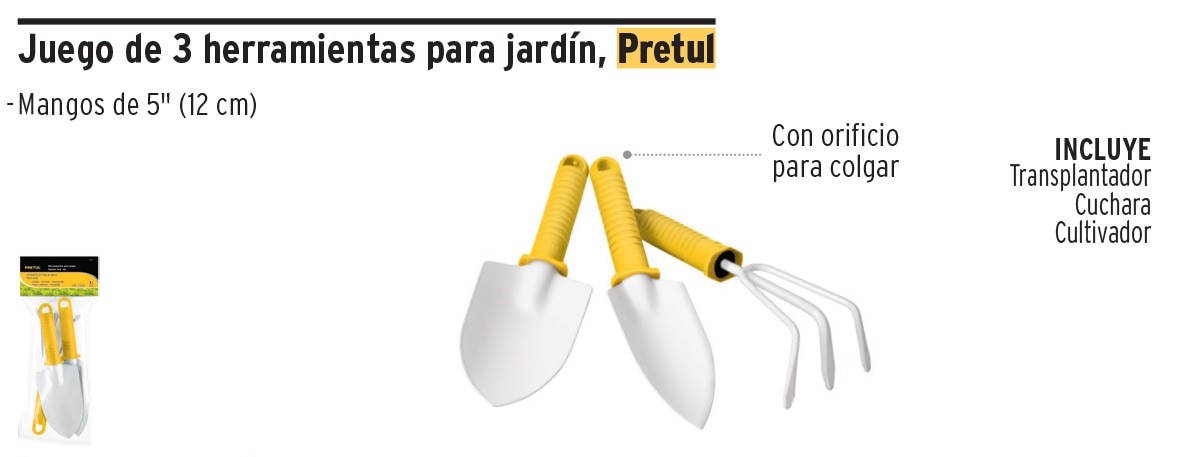 Juego de 3 herramientas para jardín, Pretul
-Mangos de 5" (12 cm)
Con orificio
para colgar
INCLUYE
Transplantador
Cuchara
Cultivador
PRETUL